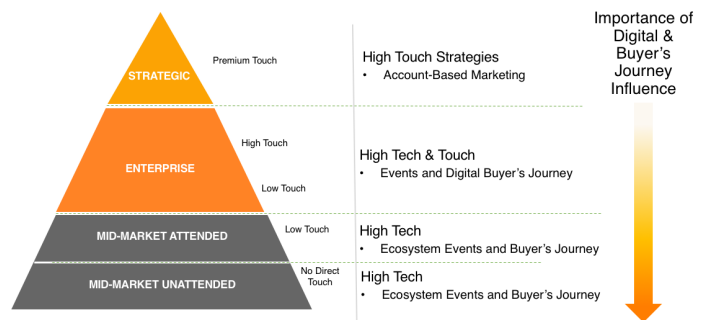 Importance of
Digital &
Buyer's
Journey
Influence
STRATEGIC
Premium Touch
High Touch Strategies
• Account-Based Marketing
ENTERPRISE
High Touch
Low Touch
High Tech & Touch
• Events and Digital Buyer's Journey
MID-MARKET ATTENDED
Low Touch
High Tech
• Ecosystem Events and Buyer's Journey
MID-MARKET UNATTENDED
No Direct
Touch
High Tech
• Ecosystem Events and Buyer's Journey